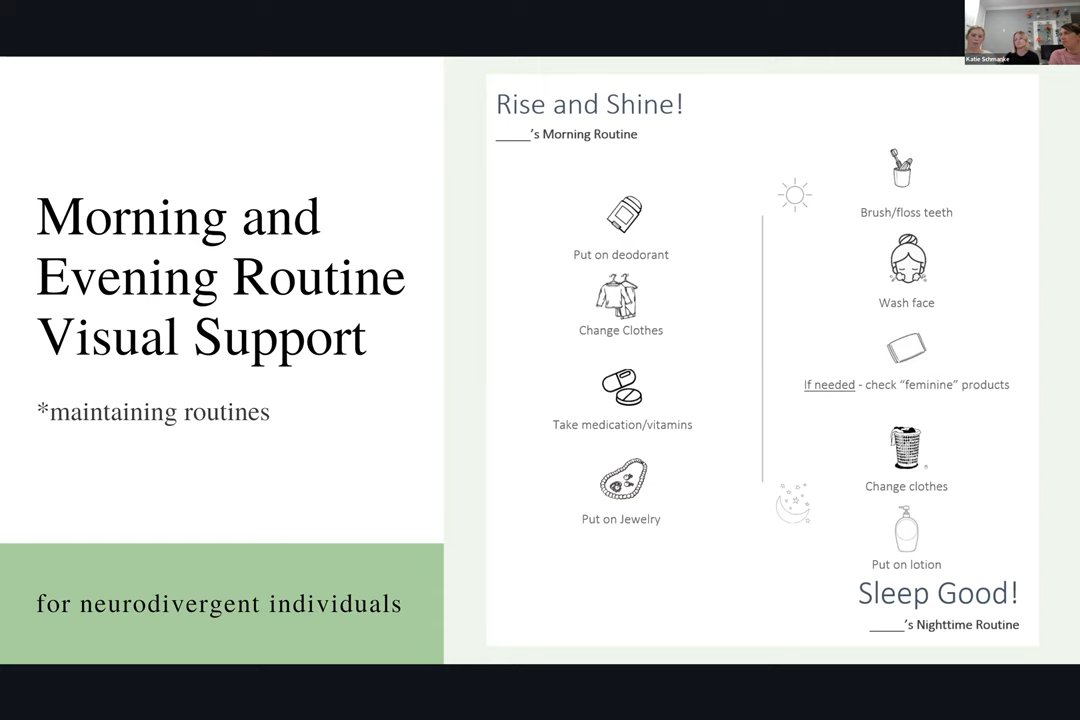 Morning and
Evening Routine
Visual Support
*maintaining routines
for neurodivergent individuals
Rise and Shine!
_____'s Morning Routine
Put on deodorant
Change Clothes
Take medication/vitamins
Put on Jewelry
Brush/floss teeth
Wash face
If needed - check “feminine” products
Change clothes
Put on lotion
Sleep Good!
_____'s Nighttime Routine
Katie Schmanke